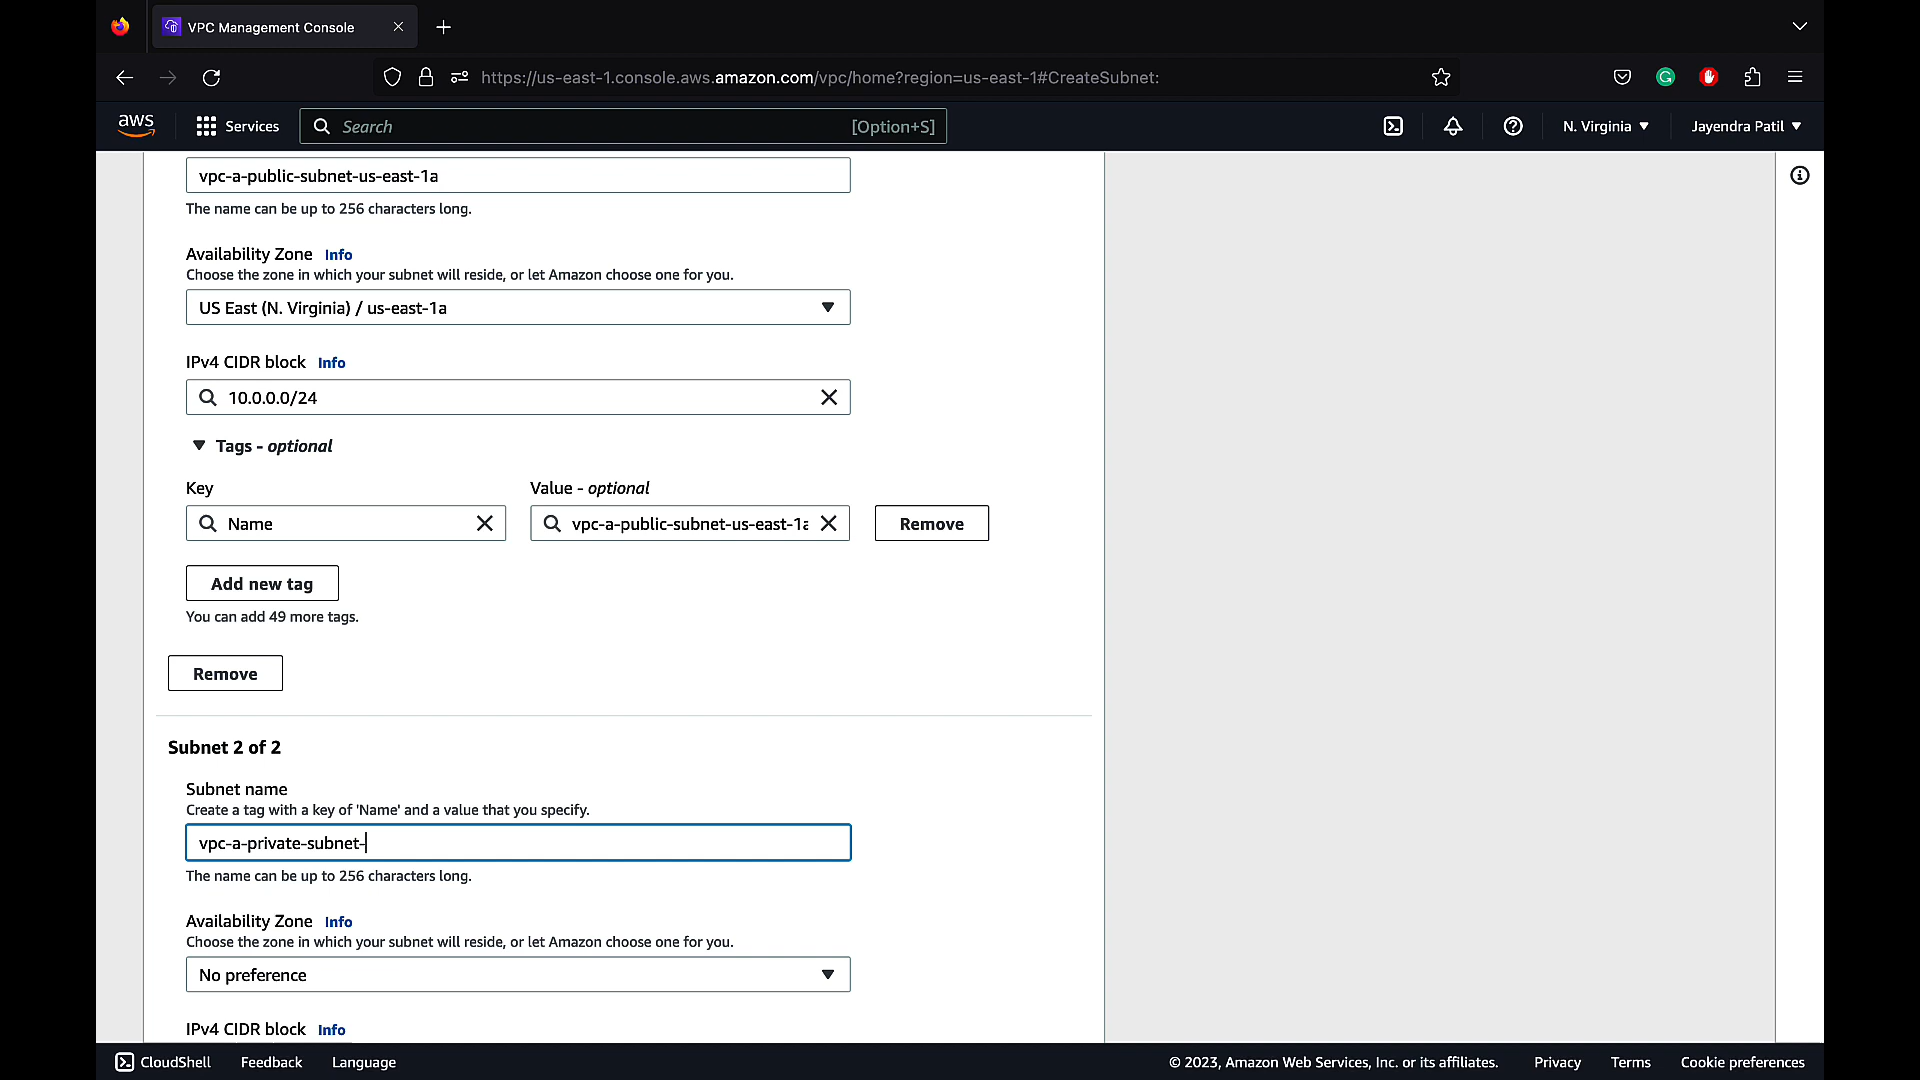 VPC Management Console
https://us-east-1.console.aws.amazon.com/vpc/home?region=us-east-1#CreateSubnet:
aws Services Search [Option+S] N. Virginia Jayendra Patil
vpc-a-public-subnet-us-east-1a
The name can be up to 256 characters long.
Availability Zone Info
Choose the zone in which your subnet will reside, or let Amazon choose one for you.
US East (N. Virginia) / us-east-1a
IPv4 CIDR block Info
10.0.0.0/24
Tags - optional
Key Value - optional
Name vpc-a-public-subnet-us-east-1a Remove
Add new tag
You can add 49 more tags.
Remove
Subnet 2 of 2
Subnet name
Create a tag with a key of 'Name' and a value that you specify.
vpc-a-private-subnet-
The name can be up to 256 characters long.
Availability Zone Info
Choose the zone in which your subnet will reside, or let Amazon choose one for you.
No preference
IPv4 CIDR block Info
CloudShell Feedback Language © 2023, Amazon Web Services, Inc. or its affiliates. Privacy Terms Cookie preferences